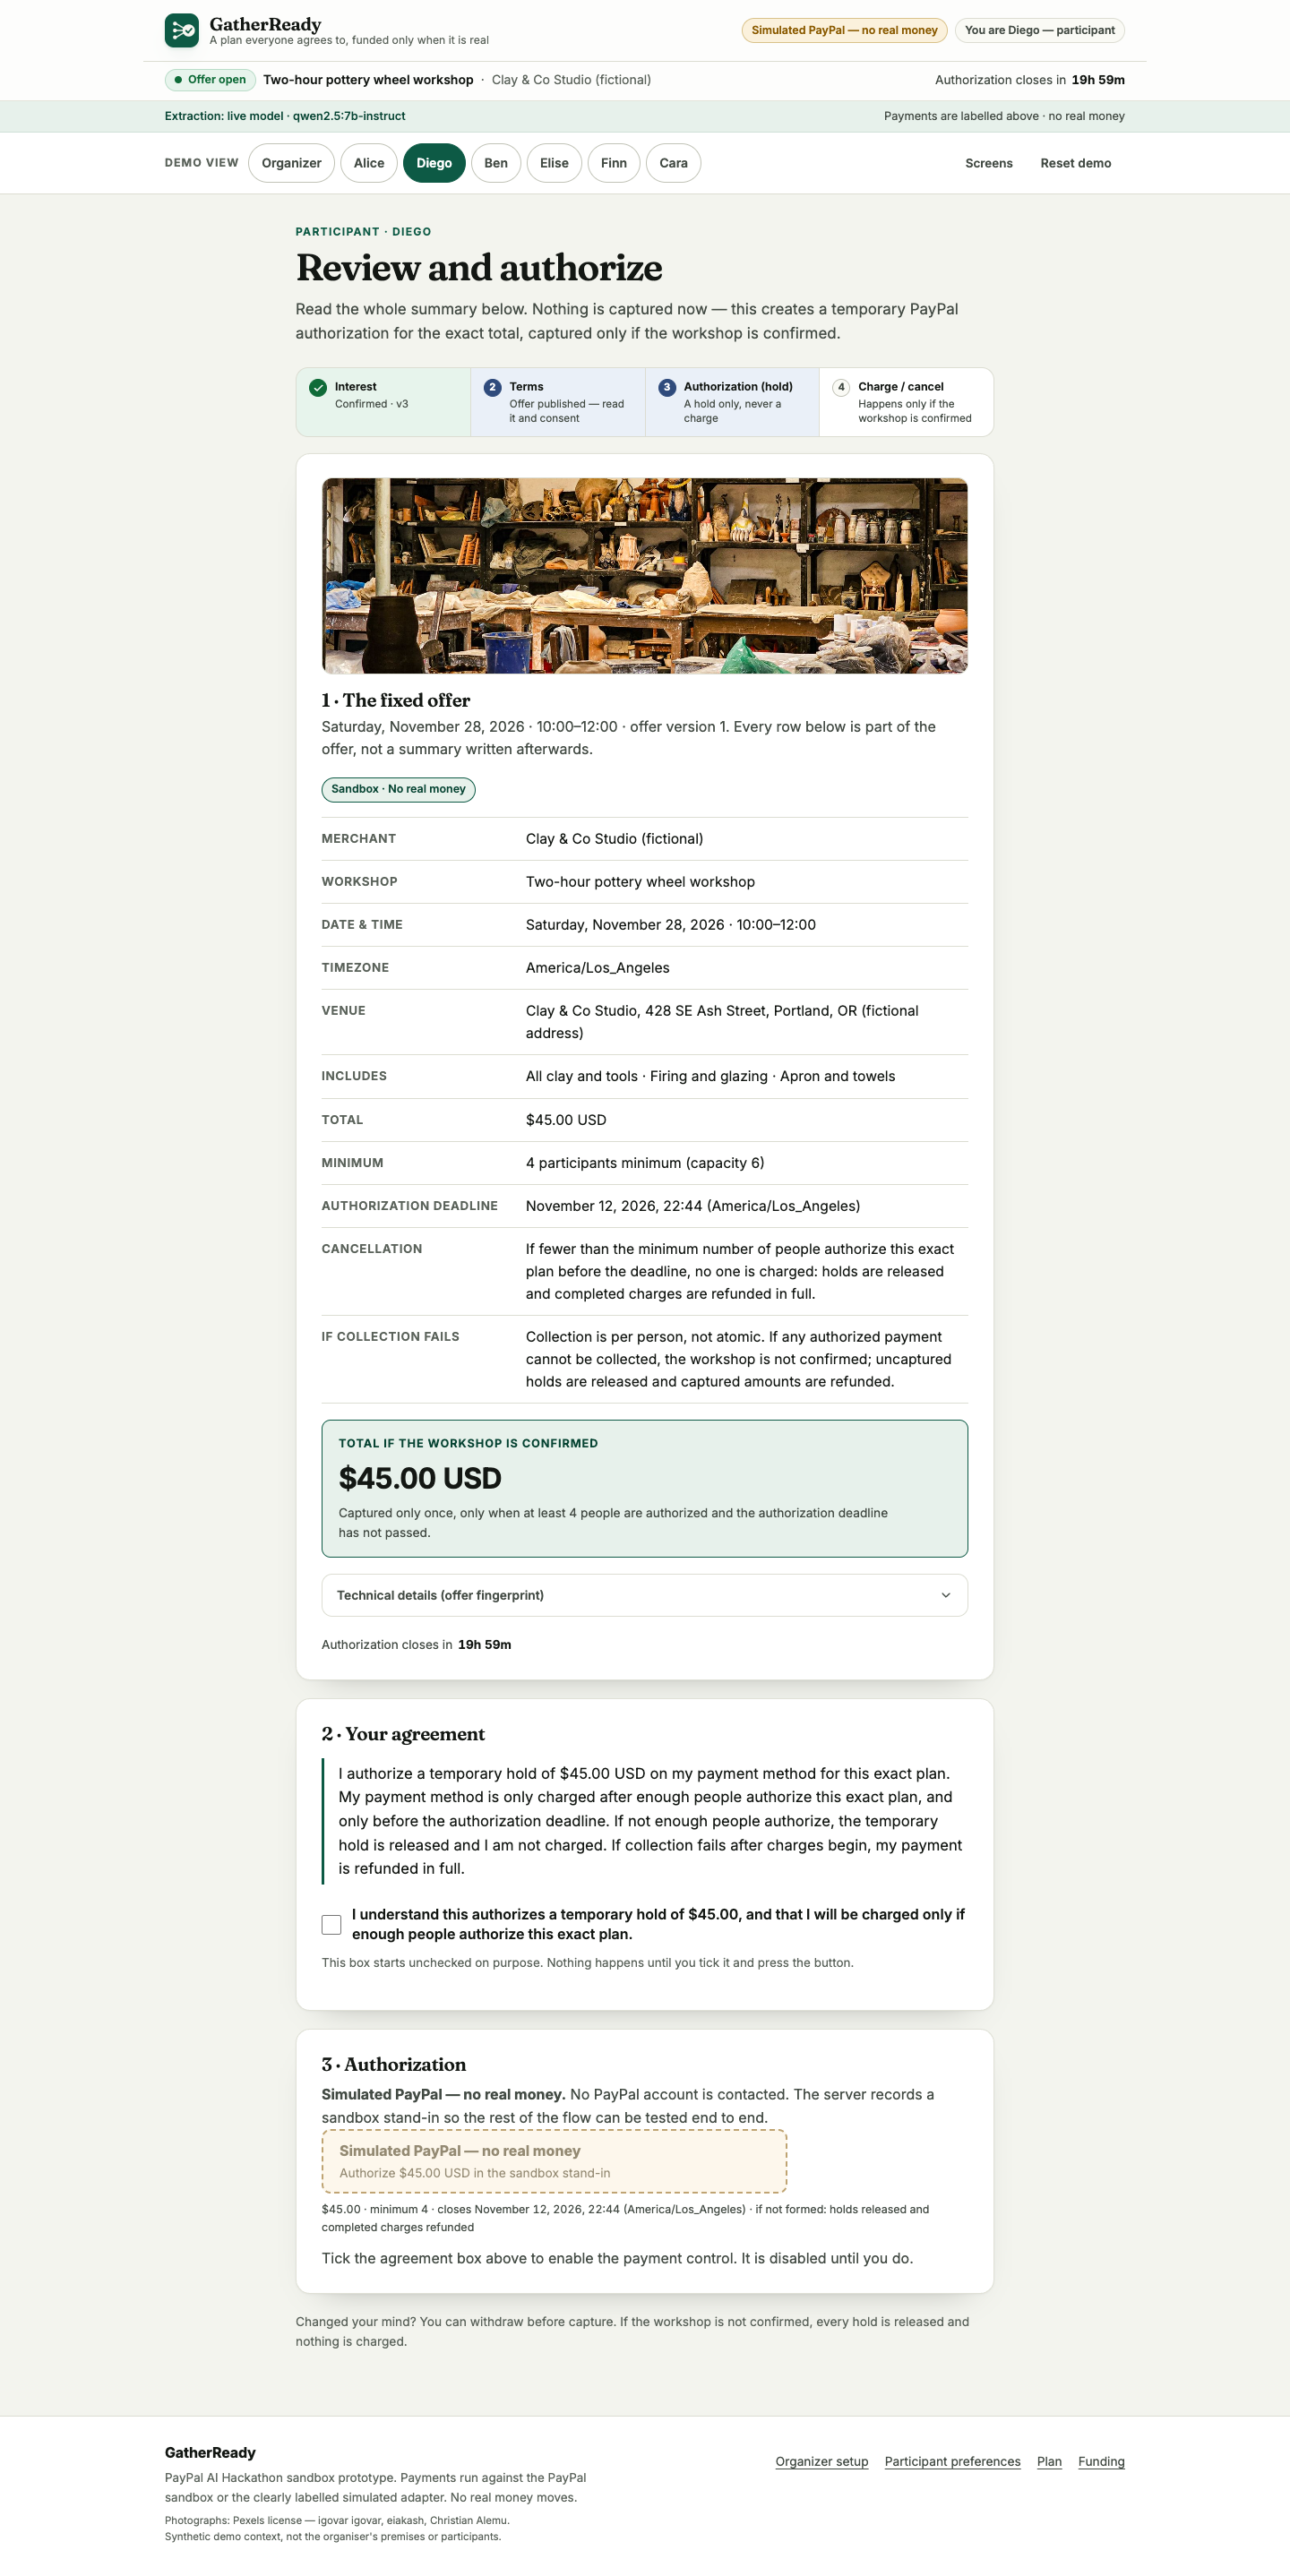 GatherReady
A plan everyone agrees to, funded only when it is real
Simulated PayPal — no real money
You are Diego — participant
Offer open
Two-hour pottery wheel workshop · Clay & Co Studio (fictional)
Authorization closes in 19h 59m
Extraction: live model · qwen2.5:7b-instruct
Payments are labelled above · no real money
DEMO VIEW
Organizer
Alice
Diego
Ben
Elise
Finn
Cara
Screens
Reset demo
PARTICIPANT · DIEGO
Review and authorize
Read the whole summary below. Nothing is captured now — this creates a temporary PayPal
authorization for the exact total, captured only if the workshop is confirmed.
Interest
Confirmed · v3
2
Terms
Offer published — read
it and consent
3
Authorization (hold)
A hold only, never a
charge
4
Charge / cancel
Happens only if the
workshop is confirmed
1 · The fixed offer
Saturday, November 28, 2026 · 10:00–12:00 · offer version 1. Every row below is part of the
offer, not a summary written afterwards.
Sandbox · No real money
MERCHANT
Clay & Co Studio (fictional)
WORKSHOP
Two-hour pottery wheel workshop
DATE & TIME
Saturday, November 28, 2026 · 10:00–12:00
TIMEZONE
America/Los_Angeles
VENUE
Clay & Co Studio, 428 SE Ash Street, Portland, OR (fictional
address)
INCLUDES
All clay and tools · Firing and glazing · Apron and towels
TOTAL
$45.00 USD
MINIMUM
4 participants minimum (capacity 6)
AUTHORIZATION DEADLINE
November 12, 2026, 22:44 (America/Los_Angeles)
CANCELLATION
If fewer than the minimum number of people authorize this exact
plan before the deadline, no one is charged: holds are released
and completed charges are refunded in full.
IF COLLECTION FAILS
Collection is per person, not atomic. If any authorized payment
cannot be collected, the workshop is not confirmed; uncaptured
holds are released and captured amounts are refunded.
TOTAL IF THE WORKSHOP IS CONFIRMED
$45.00 USD
Captured only once, only when at least 4 people are authorized and the authorization deadline
has not passed.
Technical details (offer fingerprint)
Authorization closes in 19h 59m
2 · Your agreement
I authorize a temporary hold of $45.00 USD on my payment method for this exact plan.
My payment method is only charged after enough people authorize this exact plan, and
only before the authorization deadline. If not enough people authorize, the temporary
hold is released and I am not charged. If collection fails after charges begin, my payment
is refunded in full.
I understand this authorizes a temporary hold of $45.00, and that I will be charged only if
enough people authorize this exact plan.
This box starts unchecked on purpose. Nothing happens until you tick it and press the button.
3 · Authorization
Simulated PayPal — no real money. No PayPal account is contacted. The server records a
sandbox stand-in so the rest of the flow can be tested end to end.
Simulated PayPal — no real money
Authorize $45.00 USD in the sandbox stand-in
$45.00 · minimum 4 · closes November 12, 2026, 22:44 (America/Los_Angeles) · if not formed: holds released and
completed charges refunded
Tick the agreement box above to enable the payment control. It is disabled until you do.
Changed your mind? You can withdraw before capture. If the workshop is not confirmed, every hold is released and
nothing is charged.
GatherReady
PayPal AI Hackathon sandbox prototype. Payments run against the PayPal
sandbox or the clearly labelled simulated adapter. No real money moves.
Photographs: Pexels license — igovar igovar, eiakash, Christian Alemu.
Synthetic demo context, not the organiser's premises or participants.
Organizer setup
Participant preferences
Plan
Funding